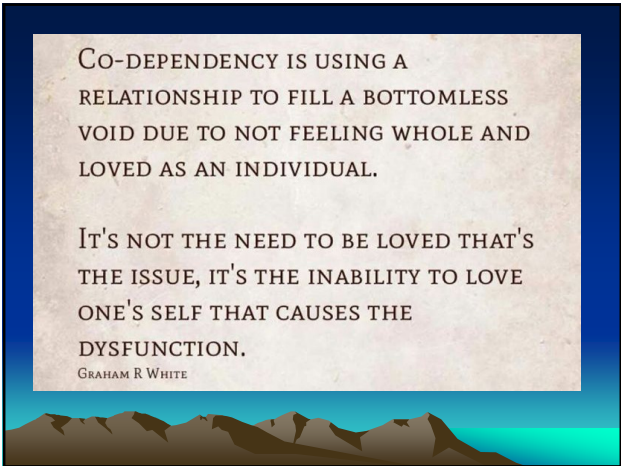 Co-dependency is using a
relationship to fill a bottomless
void due to not feeling whole and
loved as an individual.
It's not the need to be loved that's
the issue, it's the inability to love
one's self that causes the
dysfunction.
Graham R White